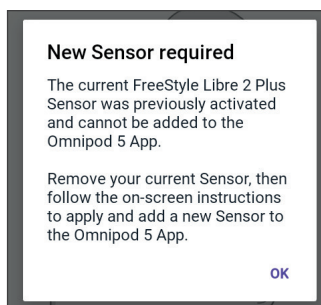 New Sensor required
The current FreeStyle Libre 2 Plus
Sensor was previously activated
and cannot be added to the
Omnipod 5 App.
Remove your current Sensor, then
follow the on-screen instructions
to apply and add a new Sensor to
the Omnipod 5 App.
OK